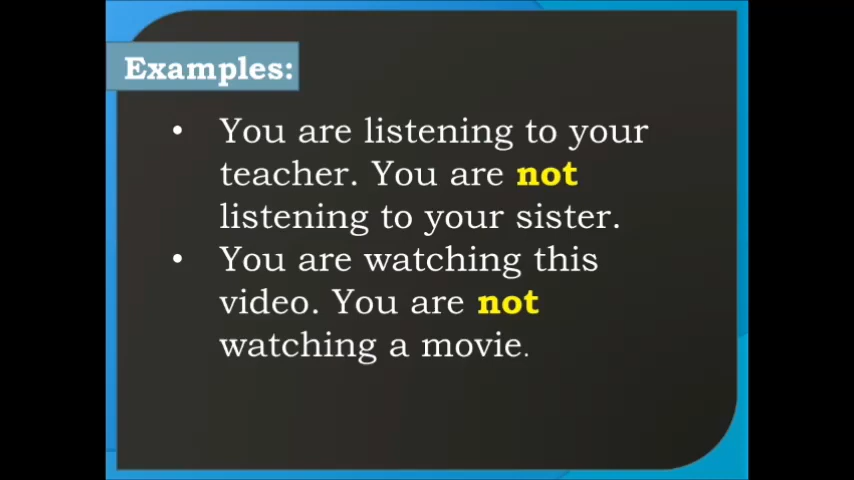 Examples:
• You are listening to your
teacher. You are not
listening to your sister.
• You are watching this
video. You are not
watching a movie.